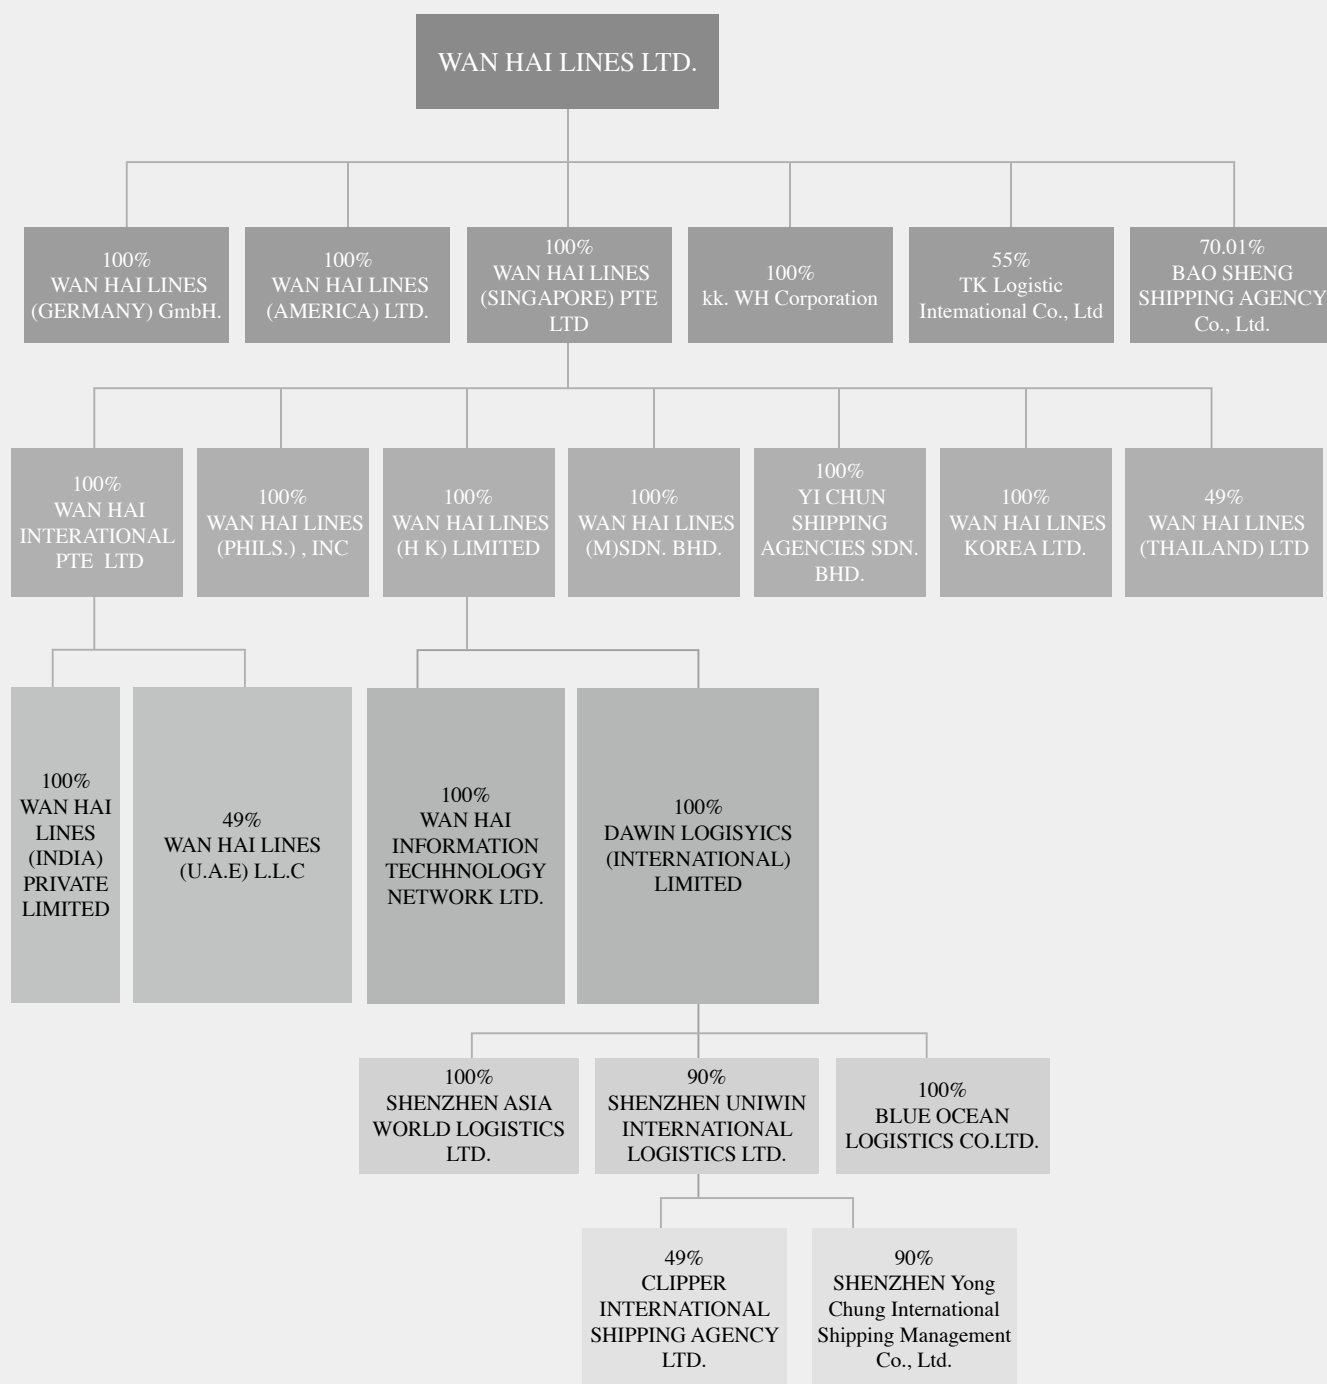 WAN HAI LINES LTD.
100%
WAN HAI LINES
(GERMANY) GmbH.
100%
WAN HAI LINES
(AMERICA) LTD.
100%
WAN HAI LINES
(SINGAPORE) PTE
LTD
100%
kk. WH Corporation
55%
TK Logistic
Intemational Co., Ltd
70.01%
BAO SHENG
SHIPPING AGENCY
Co., Ltd.
100%
WAN HAI
INTERATIONAL
PTE LTD
100%
WAN HAI LINES
(PHILS.) , INC
100%
WAN HAI LINES
(H K) LIMITED
100%
WAN HAI LINES
(M)SDN. BHD.
100%
YI CHUN
SHIPPING
AGENCIES SDN.
BHD.
100%
WAN HAI LINES
KOREA LTD.
49%
WAN HAI LINES
(THAILAND) LTD
100%
WAN HAI
LINES
(INDIA)
PRIVATE
LIMITED
49%
WAN HAI LINES
(U.A.E) L.L.C
100%
WAN HAI
INFORMATION
TECHHNOLOGY
NETWORK LTD.
100%
DAWIN LOGISYICS
(INTERNATIONAL)
LIMITED
100%
SHENZHEN ASIA
WORLD LOGISTICS
LTD.
90%
SHENZHEN UNIWIN
INTERNATIONAL
LOGISTICS LTD.
100%
BLUE OCEAN
LOGISTICS CO.LTD.
49%
CLIPPER
INTERNATIONAL
SHIPPING AGENCY
LTD.
90%
SHENZHEN Yong
Chung International
Shipping Management
Co., Ltd.